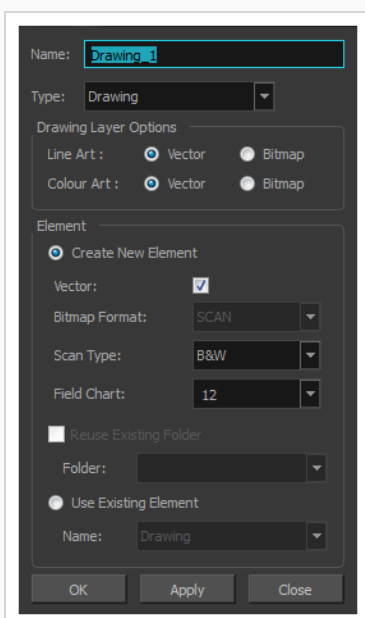 Name: Drawing_1
Type: Drawing
Drawing Layer Options
Line Art : Vector Bitmap
Colour Art : Vector Bitmap
Element
Create New Element
Vector:
Bitmap Format: SCAN
Scan Type: B&W
Field Chart: 12
Reuse Existing Folder
Folder:
Use Existing Element
Name: Drawing
OK Apply Close